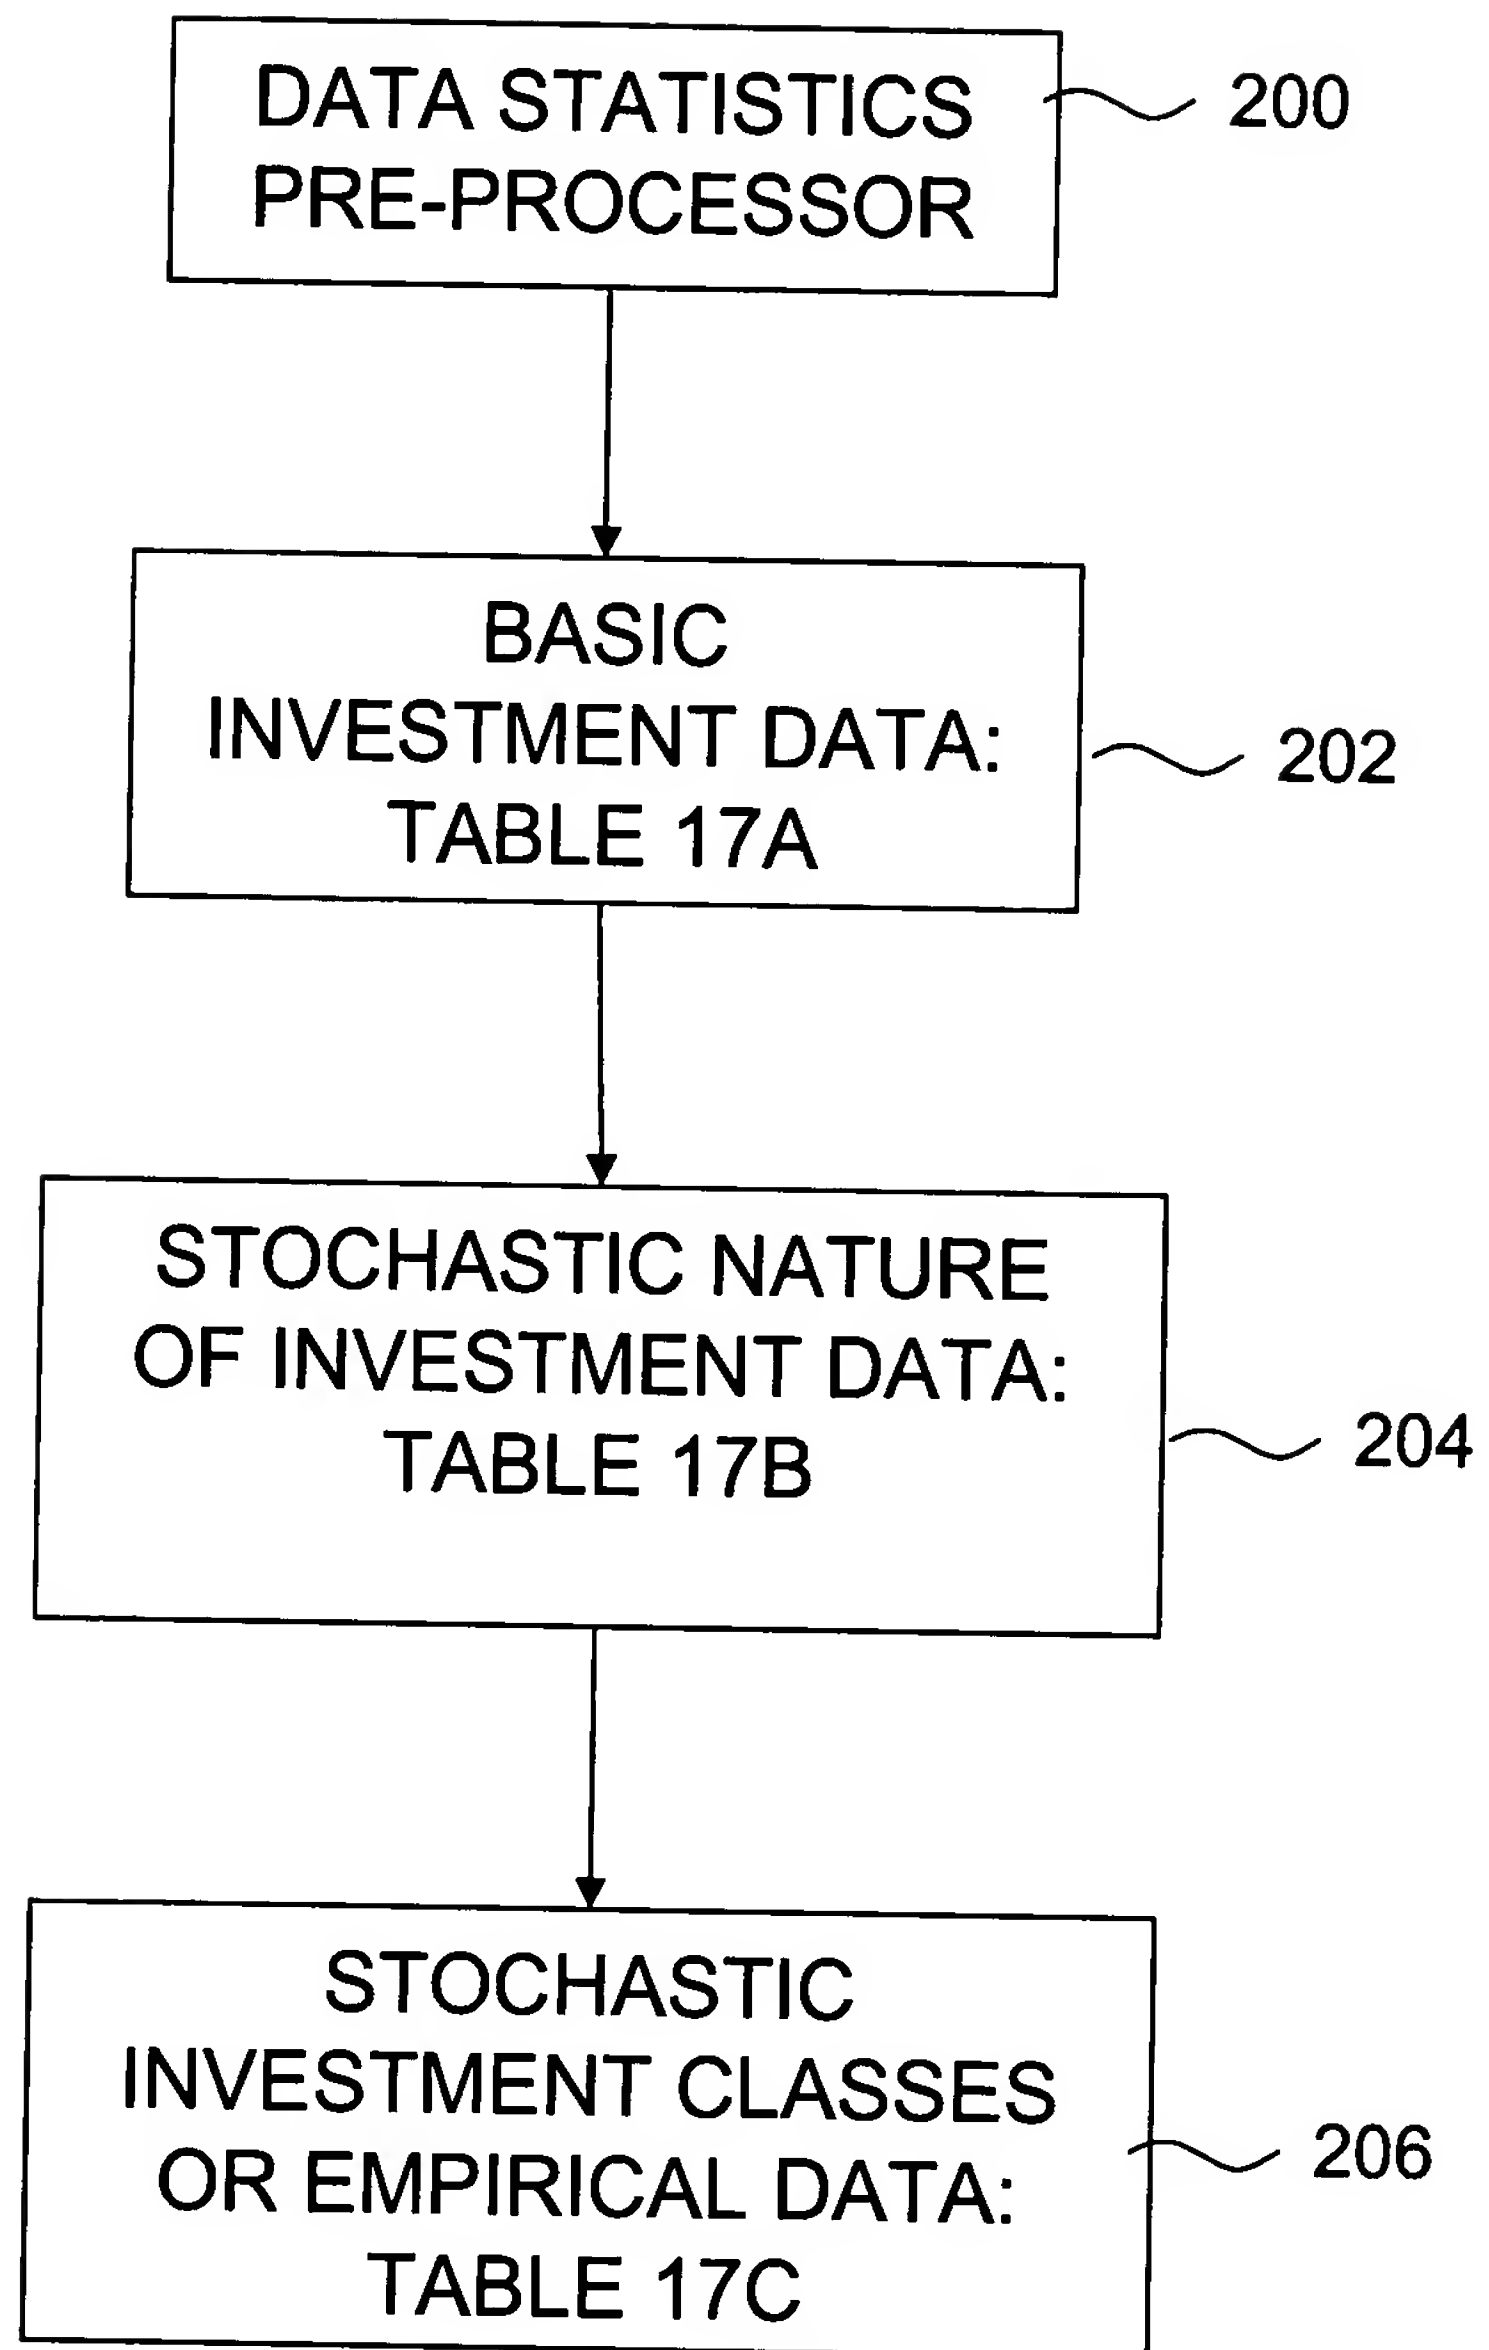 DATA STATISTICS
PRE-PROCESSOR
200
BASIC
INVESTMENT DATA:
TABLE 17A
202
STOCHASTIC NATURE
OF INVESTMENT DATA:
TABLE 17B
204
STOCHASTIC
INVESTMENT CLASSES
OR EMPIRICAL DATA:
TABLE 17C
206